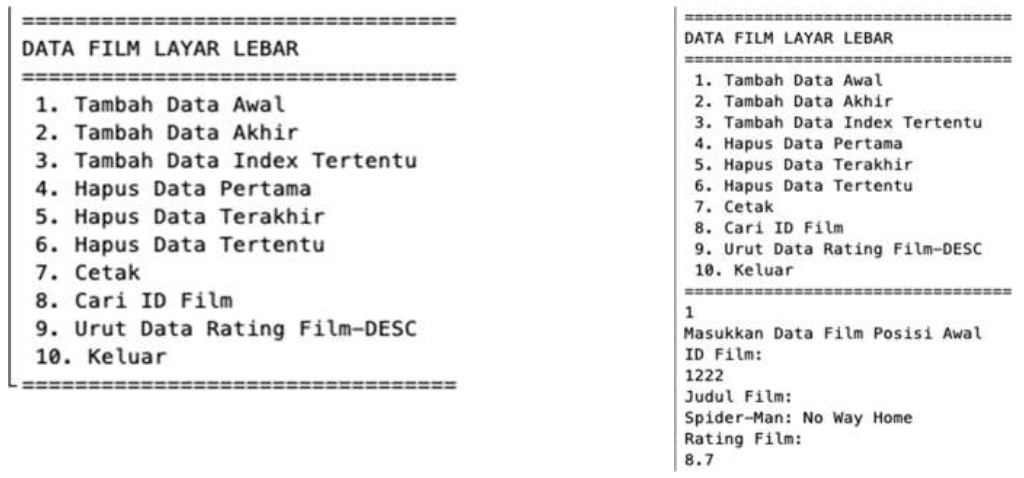 =================================
DATA FILM LAYAR LEBAR
=================================
1. Tambah Data Awal
2. Tambah Data Akhir
3. Tambah Data Index Tertentu
4. Hapus Data Pertama
5. Hapus Data Terakhir
6. Hapus Data Tertentu
7. Cetak
8. Cari ID Film
9. Urut Data Rating Film-DESC
10. Keluar
=================================
=================================
DATA FILM LAYAR LEBAR
=================================
1. Tambah Data Awal
2. Tambah Data Akhir
3. Tambah Data Index Tertentu
4. Hapus Data Pertama
5. Hapus Data Terakhir
6. Hapus Data Tertentu
7. Cetak
8. Cari ID Film
9. Urut Data Rating Film-DESC
10. Keluar
=================================
1
Masukkan Data Film Posisi Awal
ID Film:
1222
Judul Film:
Spider-Man: No Way Home
Rating Film:
8.7